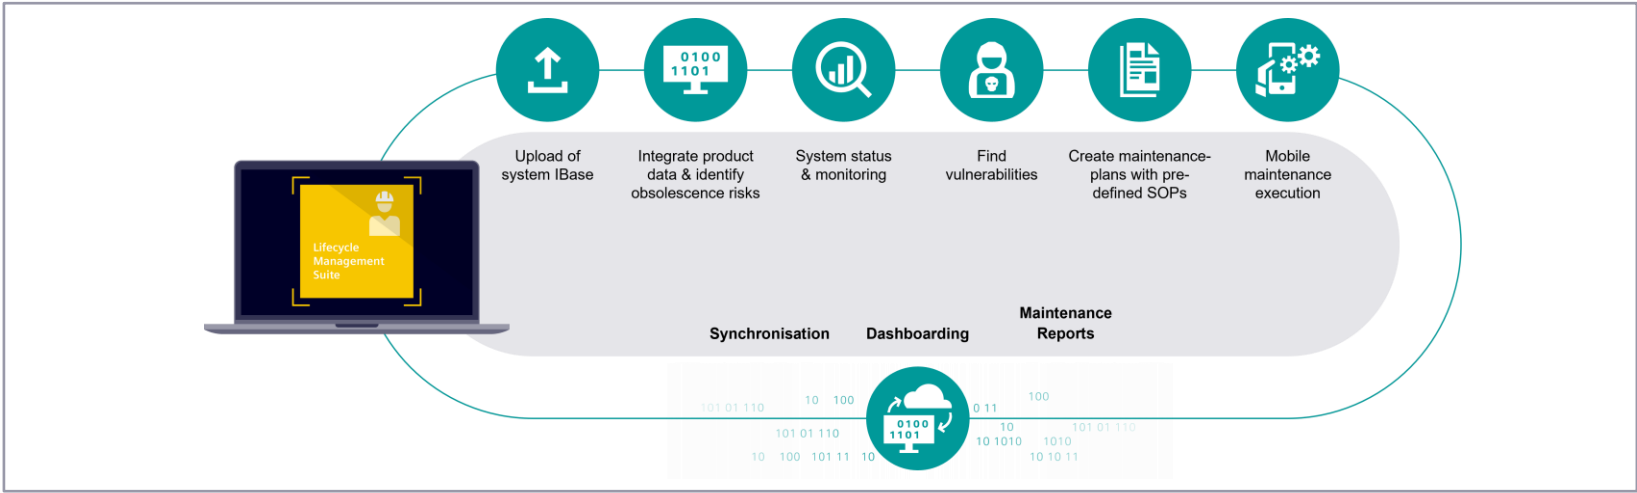 0100
1101
Upload of
system IBase
Integrate product
data & identify
obsolescence risks
System status
& monitoring
Find
vulnerabilities
Create maintenance-
plans with pre-
defined SOPs
Mobile
maintenance
execution
Lifecycle
Management
Suite
Synchronisation
Dashboarding
Maintenance
Reports
101 01 110
10 100
101 01 110
10 100 101 11 10
0100
1101
0 11
100
10
101 01 110
10 1010
1010
10 10 11